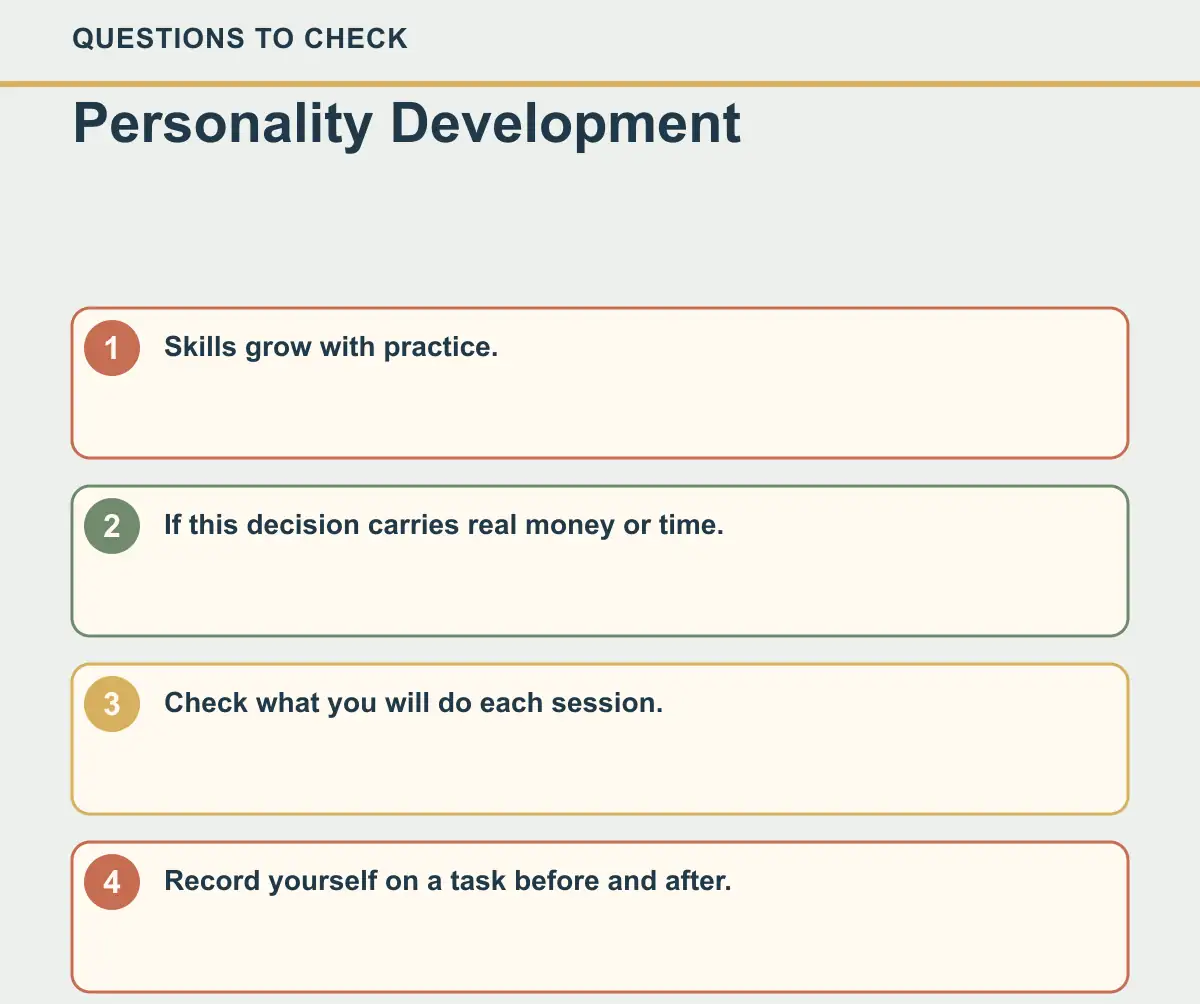 QUESTIONS TO CHECK
Personality Development
1 Skills grow with practice.
2 If this decision carries real money or time.
3 Check what you will do each session.
4 Record yourself on a task before and after.